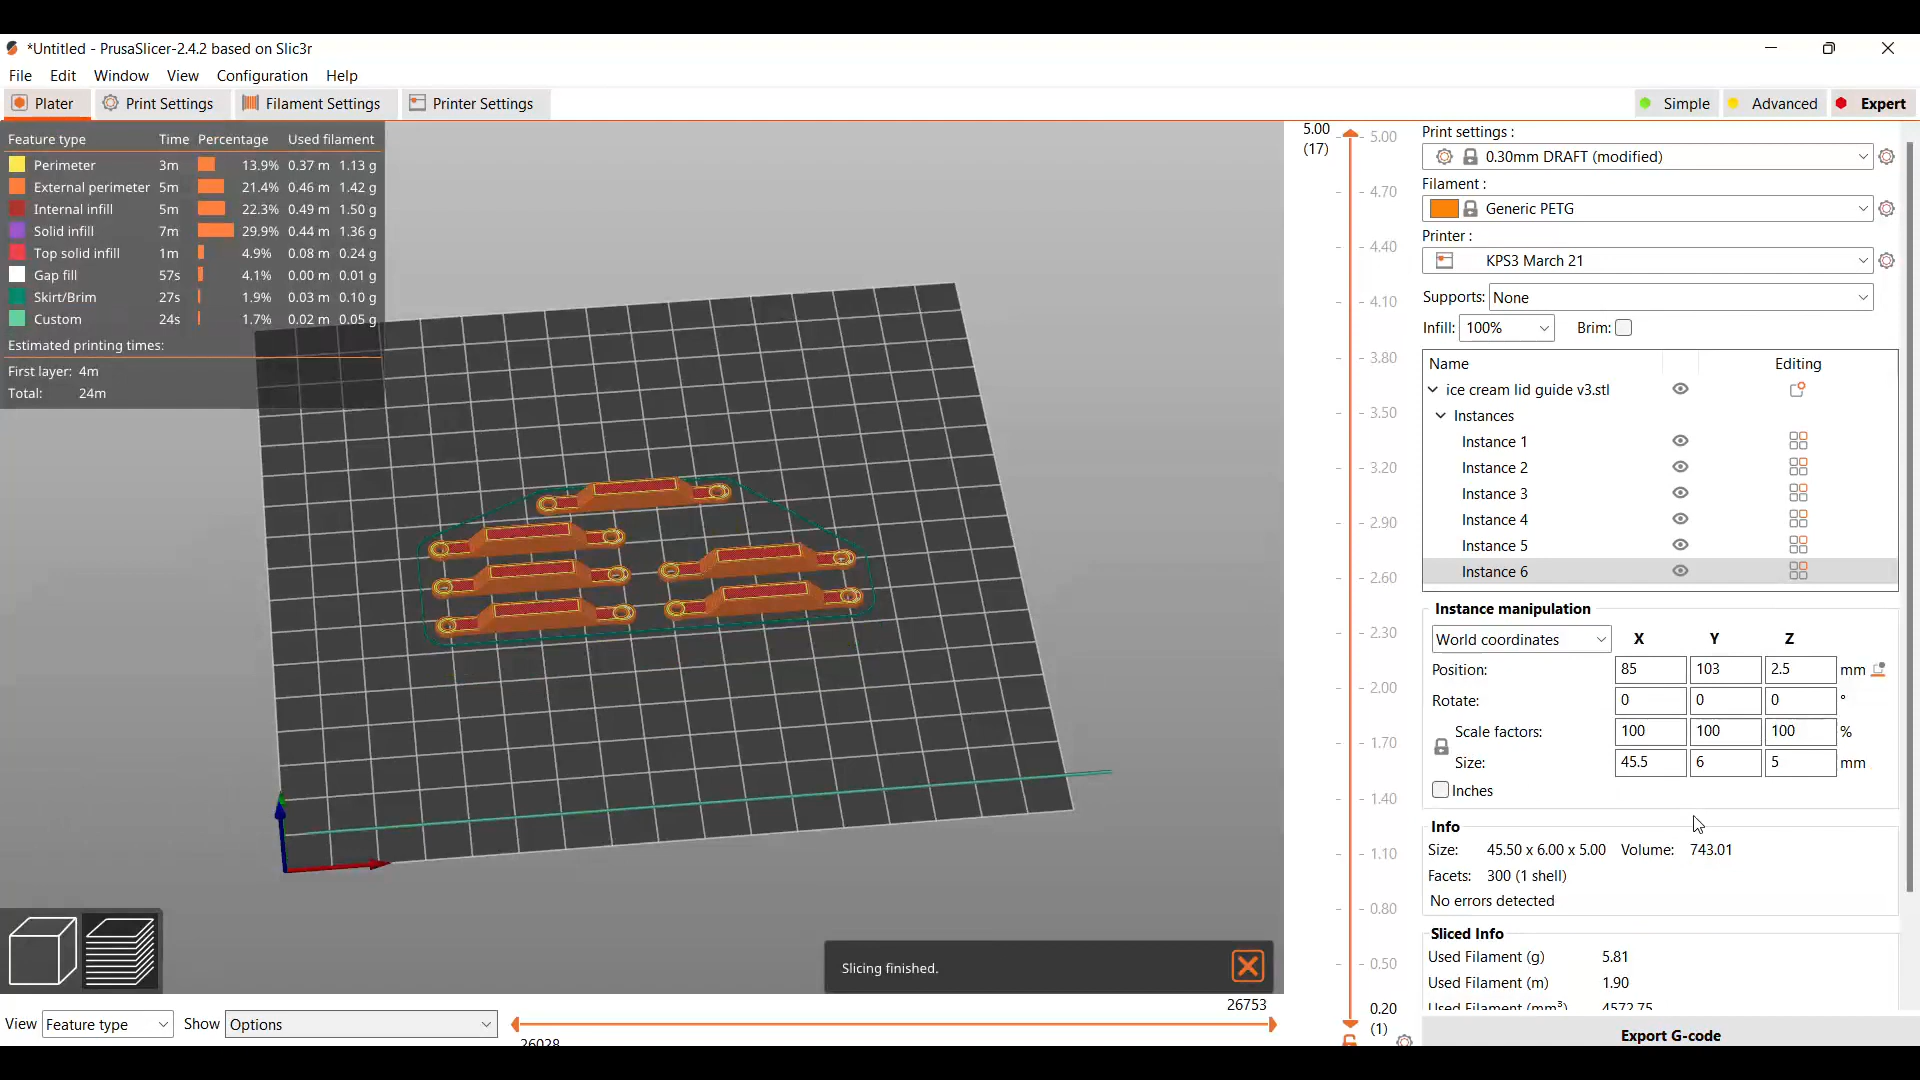 *Untitled - PrusaSlicer-2.4.2 based on Slic3r
File Edit Window View Configuration Help
Plater Print Settings Filament Settings Printer Settings Simple Advanced Expert
Feature type Time Percentage Used filament
Perimeter 3m 13.9% 0.37 m 1.13 g
External perimeter 5m 21.4% 0.46 m 1.42 g
Internal infill 5m 22.3% 0.49 m 1.50 g
Solid infill 7m 29.9% 0.44 m 1.36 g
Top solid infill 1m 4.9% 0.08 m 0.24 g
Gap fill 57s 4.1% 0.00 m 0.01 g
Skirt/Brim 27s 1.9% 0.03 m 0.10 g
Custom 24s 1.7% 0.02 m 0.05 g
Estimated printing times:
First layer: 4m
Total: 24m
Slicing finished.
View Feature type Show Options
26753
26028
5.00
(17)
5.00
4.70
4.40
4.10
3.80
3.50
3.20
2.90
2.60
2.30
2.00
1.70
1.40
1.10
0.80
0.50
0.20
(1)
Print settings :
0.30mm DRAFT (modified)
Filament :
Generic PETG
Printer :
KPS3 March 21
Supports: None
Infill: 100% Brim:
Name Editing
ice cream lid guide v3.stl
Instances
Instance 1
Instance 2
Instance 3
Instance 4
Instance 5
Instance 6
Instance manipulation
World coordinates X Y Z
Position: 85 103 2.5 mm
Rotate: 0 0 0 °
Scale factors: 100 100 100 %
Size: 45.5 6 5 mm
Inches
Info
Size: 45.50 x 6.00 x 5.00 Volume: 743.01
Facets: 300 (1 shell)
No errors detected
Sliced Info
Used Filament (g) 5.81
Used Filament (m) 1.90
Used Filament (mm³) 4572.75
Export G-code